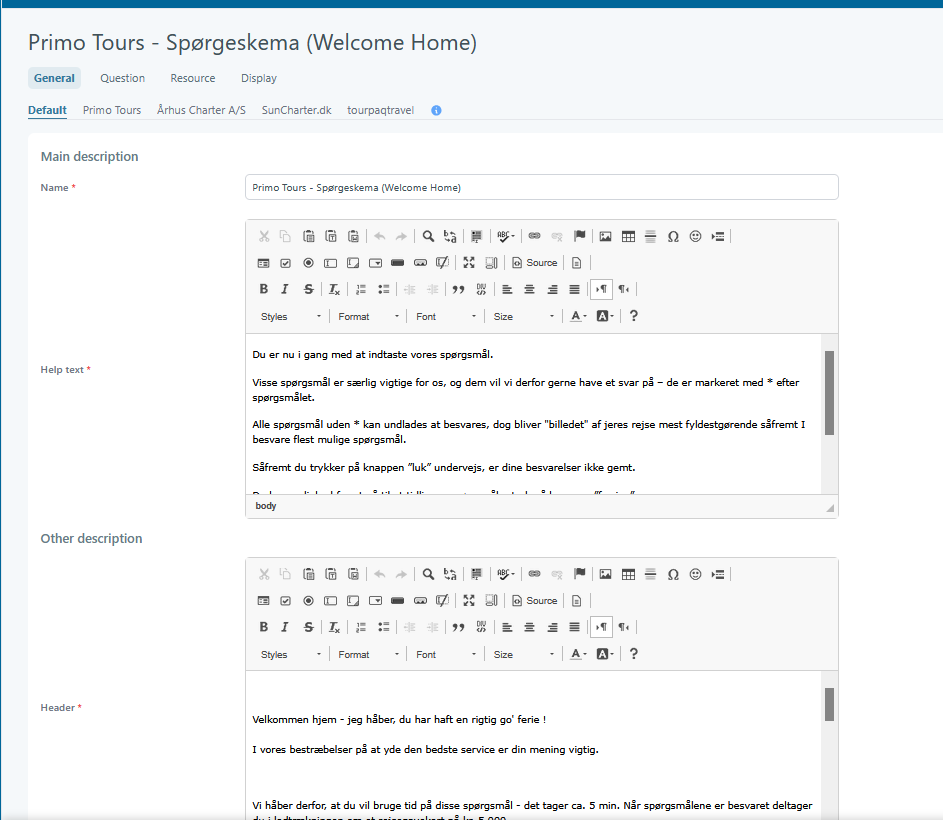 Primo Tours - Spørgeskema (Welcome Home)
General Question Resource Display
Default Primo Tours Århus Charter A/S SunCharter.dk tourpaqtravel
Main description
Name *
Primo Tours - Spørgeskema (Welcome Home)
Source
Styles Format Font Size
Help text *
Du er nu i gang med at indtaste vores spørgsmål.
Visse spørgsmål er særlig vigtige for os, og dem vil vi derfor gerne have et svar på – de er markeret med * efter
spørgsmålet.
Alle spørgsmål uden * kan undlades at besvares, dog bliver "billedet" af jeres rejse mest fyldestgørende såfremt I
besvare flest mulige spørgsmål.
Såfremt du trykker på knappen ”luk” undervejs, er dine besvarelser ikke gemt.
body
Other description
Source
Styles Format Font Size
Header *
Velkommen hjem - jeg håber, du har haft en rigtig go' ferie !
I vores bestræbelser på at yde den bedste service er din mening vigtig.
Vi håber derfor, at du vil bruge tid på disse spørgsmål - det tager ca. 5 min. Når spørgsmålene er besvaret deltager